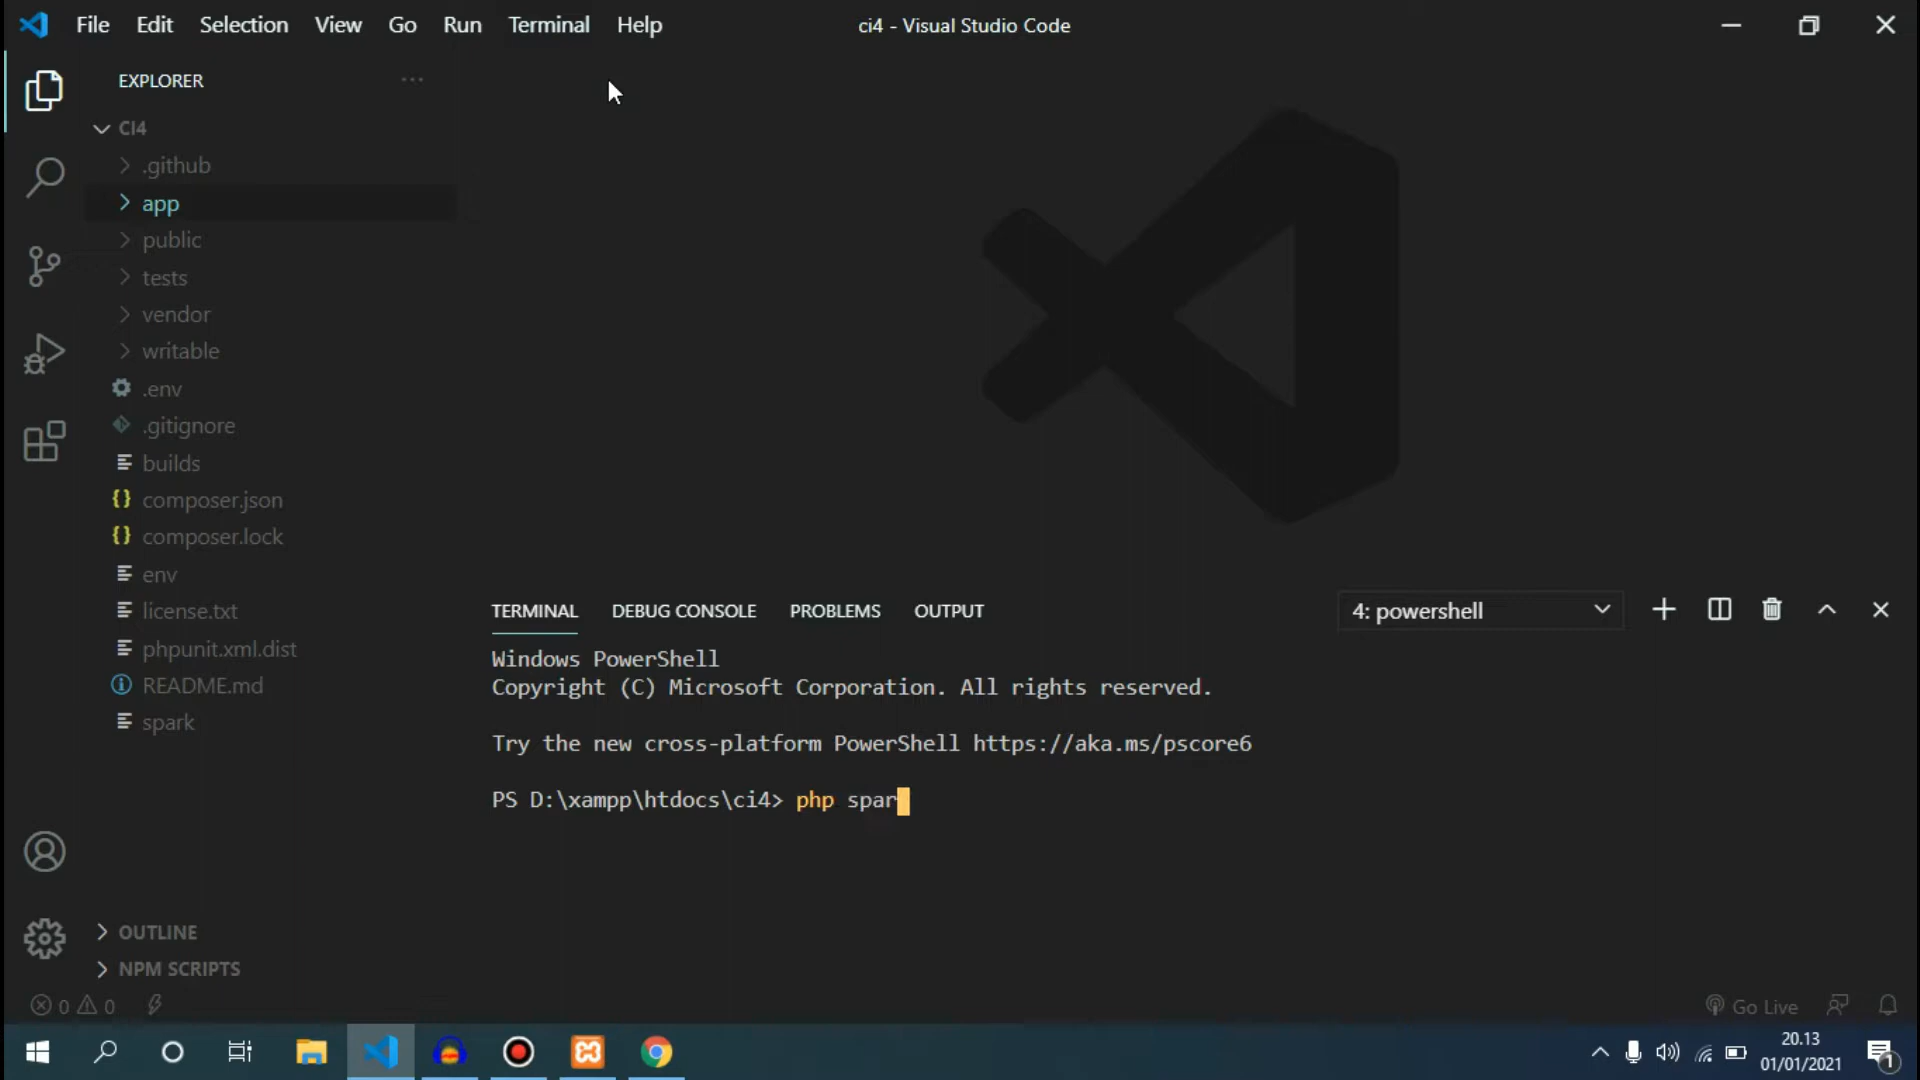 File Edit Selection View Go Run Terminal Help
ci4 - Visual Studio Code
EXPLORER
CI4
.github
app
public
tests
vendor
writable
.env
.gitignore
builds
composer.json
composer.lock
env
license.txt
phpunit.xml.dist
README.md
spark
TERMINAL DEBUG CONSOLE PROBLEMS OUTPUT
4: powershell
Windows PowerShell
Copyright (C) Microsoft Corporation. All rights reserved.
Try the new cross-platform PowerShell https://aka.ms/pscore6
PS D:\xampp\htdocs\ci4> php spar
OUTLINE
NPM SCRIPTS
0 0
Go Live
20.13
01/01/2021
1